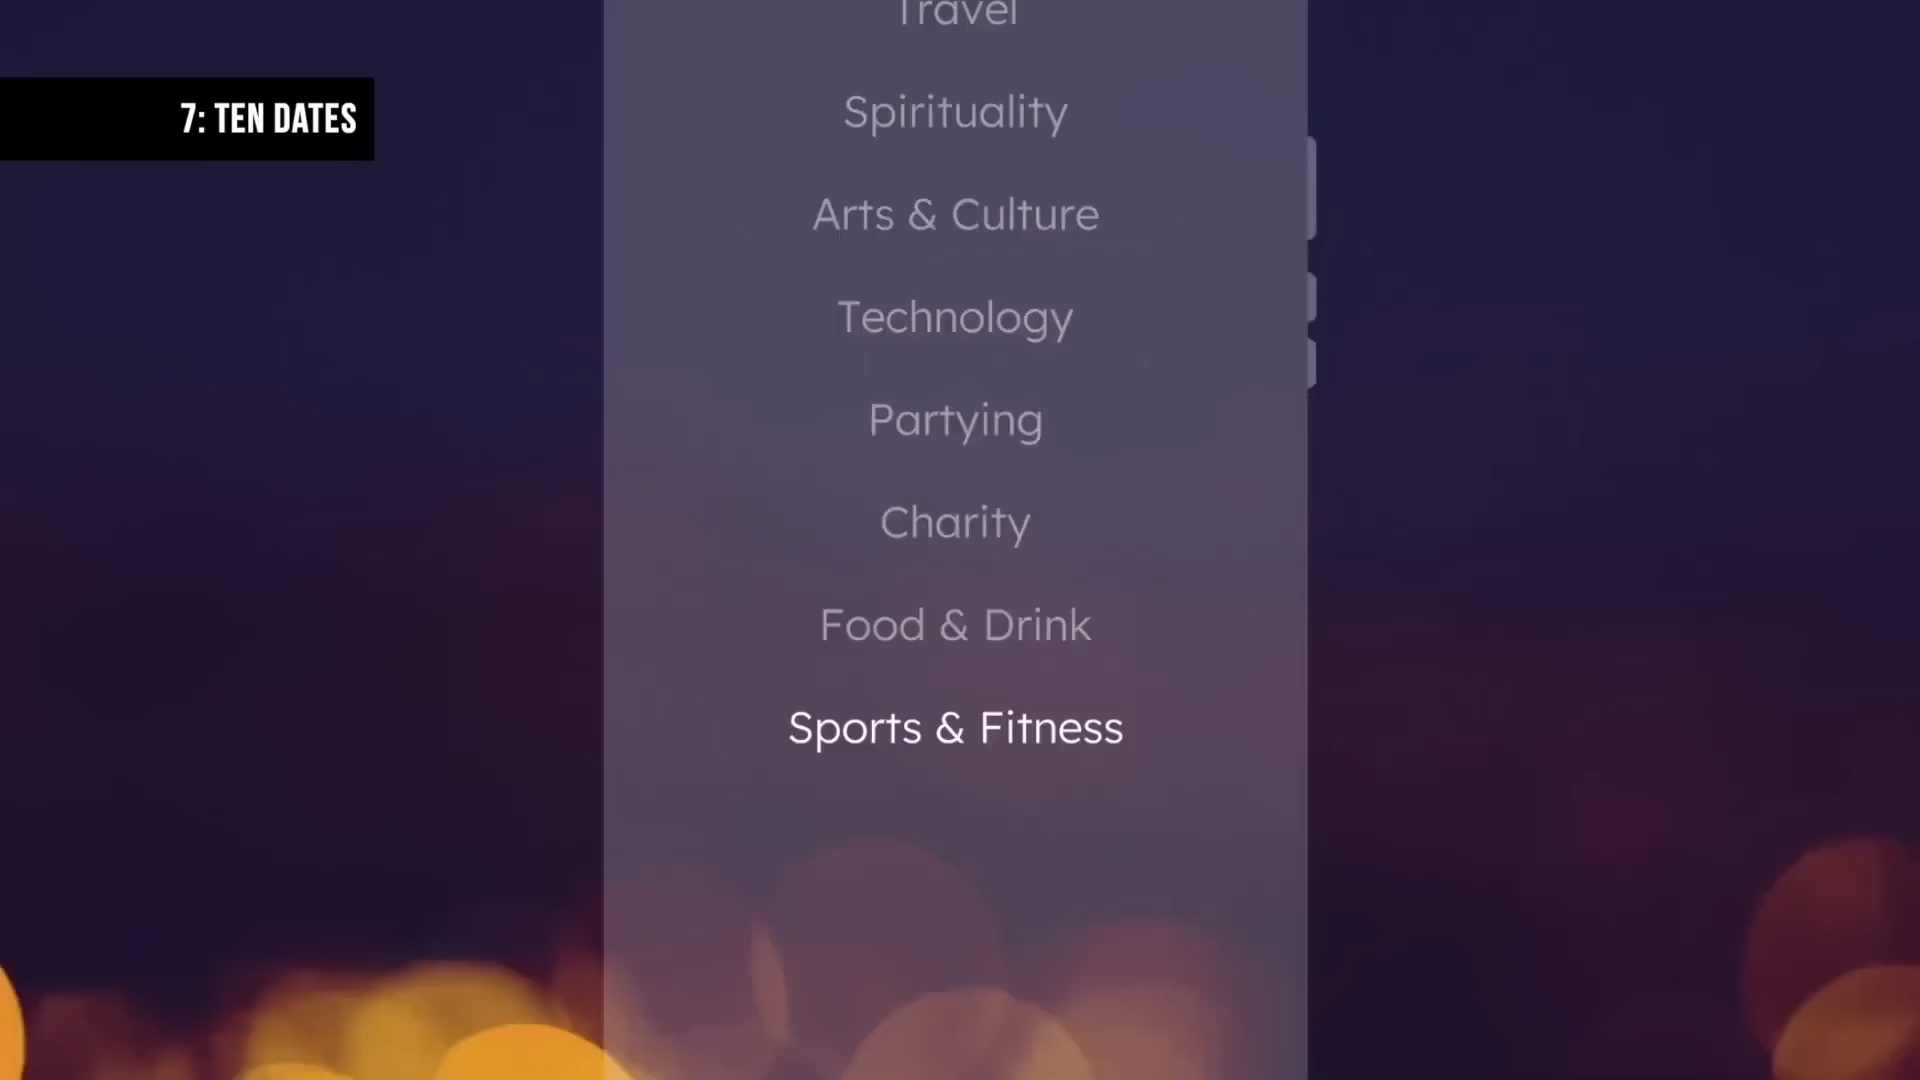 Travel
7: TEN DATES
Spirituality
Arts & Culture
Technology
Partying
Charity
Food & Drink
Sports & Fitness